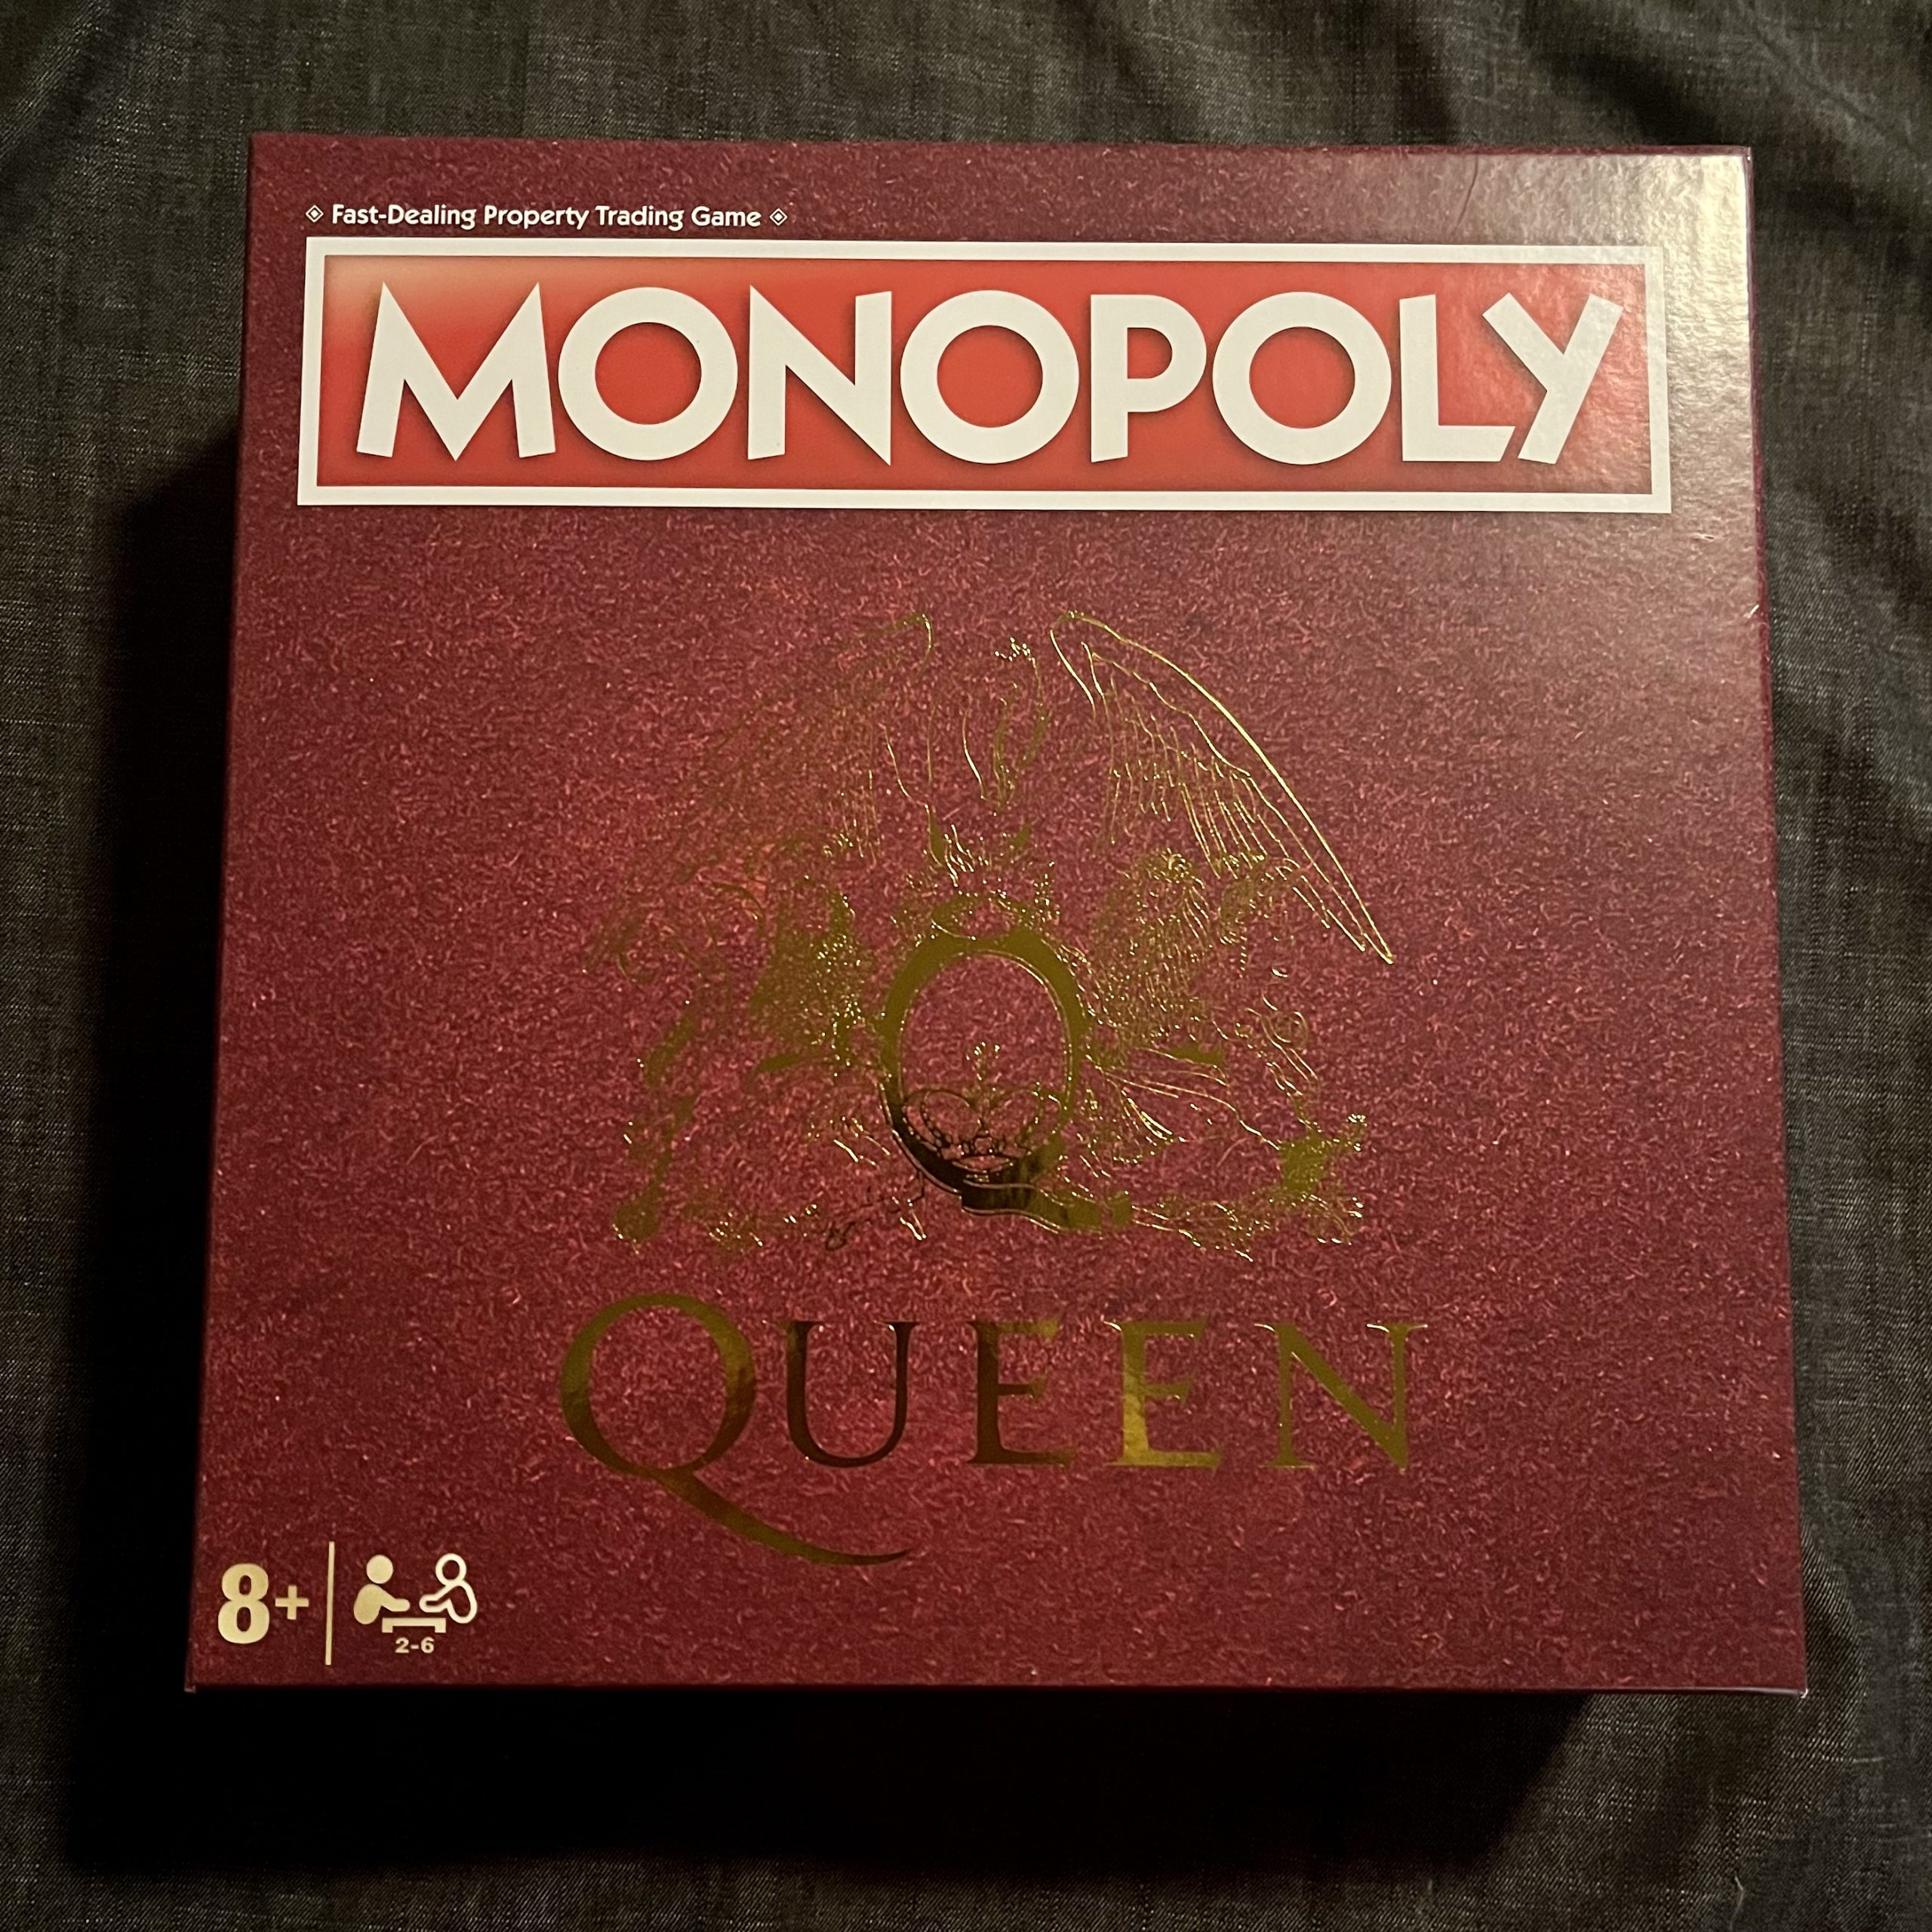 Fast-Dealing Property Trading Game
MONOPOLY
QUEEN
8+
2-6